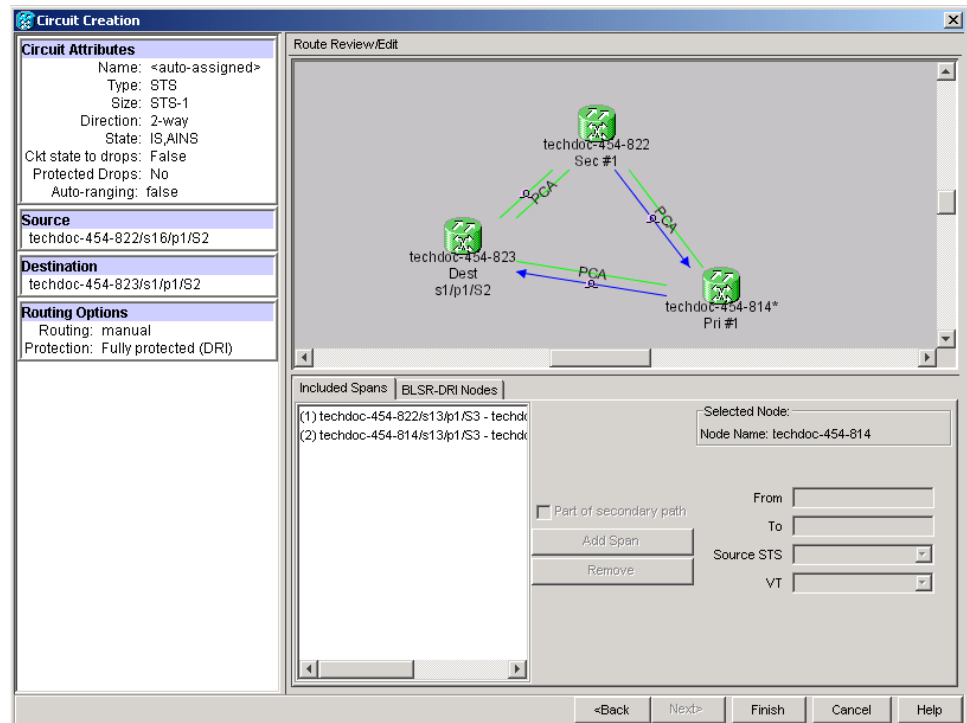 Circuit Creation
Circuit Attributes
Name: <auto-assigned>
Type: STS
Size: STS-1
Direction: 2-way
State: IS,AINS
Ckt state to drops: False
Protected Drops: No
Auto-ranging: false
Source
techdoc-454-822/s16/p1/S2
Destination
techdoc-454-823/s1/p1/S2
Routing Options
Routing: manual
Protection: Fully protected (DRI)
Route Review/Edit
techdoc-454-822
Sec #1
PCA
PCA
techdoc-454-823
Dest
s1/p1/S2
PCA
techdoc-454-814*
Pri #1
Included Spans
BLSR-DRI Nodes
(1) techdoc-454-822/s13/p1/S3 - techdo
(2) techdoc-454-814/s13/p1/S3 - techdo
Part of secondary path
Add Span
Remove
Selected Node:
Node Name: techdoc-454-814
From
To
Source STS
VT
<Back
Next>
Finish
Cancel
Help